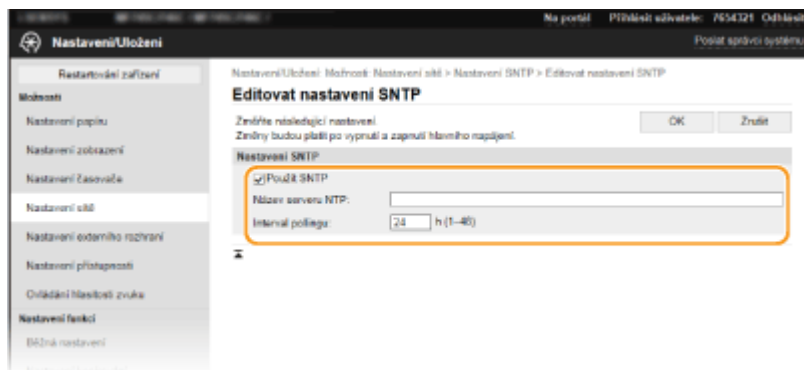 Na portál Přihlásit uživatele: 7654321 Odhlásit
Nastavení/Uložení
Poslat správci systému
Restartování zařízení
Možnosti
Nastavení papíru
Nastavení zobrazení
Nastavení časovače
Nastavení sítě
Nastavení externího rozhraní
Nastavení přístupnosti
Ovládání hlasitosti zvuku
Nastavení funkcí
Běžná nastavení
Nastavení/Uložení: Možnosti: Nastavení sítě > Nastavení SNTP > Editovat nastavení SNTP
Editovat nastavení SNTP
Změňte následující nastavení.
Změny budou platit po vypnutí a zapnutí hlavního napájení.
OK Zrušit
Nastavení SNTP
Použít SNTP
Název serveru NTP:
Interval pollingu: 24 h (1–48)